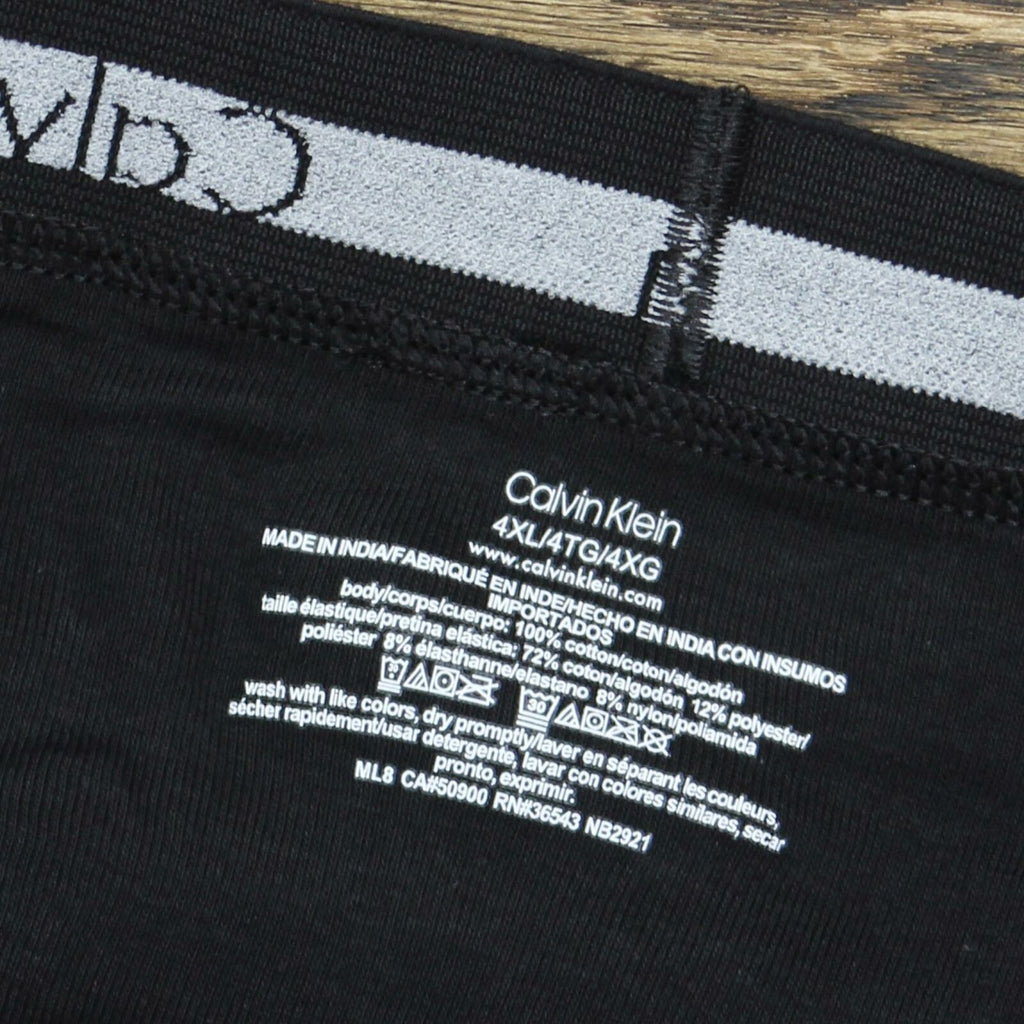 Calvin Klein
4XL/4TG/4XG
www.calvinklein.com
MADE IN INDIA/FABRIQUÉ EN INDE/HECHO EN INDIA CON INSUMOS
IMPORTADOS
body/corps/cuerpo: 100% cotton/coton/algodón
taille élastique/pretina elástica: 72% coton/algodón 12% polyester/
poliéster 8% élasthanne/elastano 8% nylon/poliamida
30 30
wash with like colors, dry promptly/laver en séparant les couleurs,
sécher rapidement/usar detergente, lavar con colores similares, secar
pronto, exprimir.
ML8 CA#50900 RN#36543 NB2921